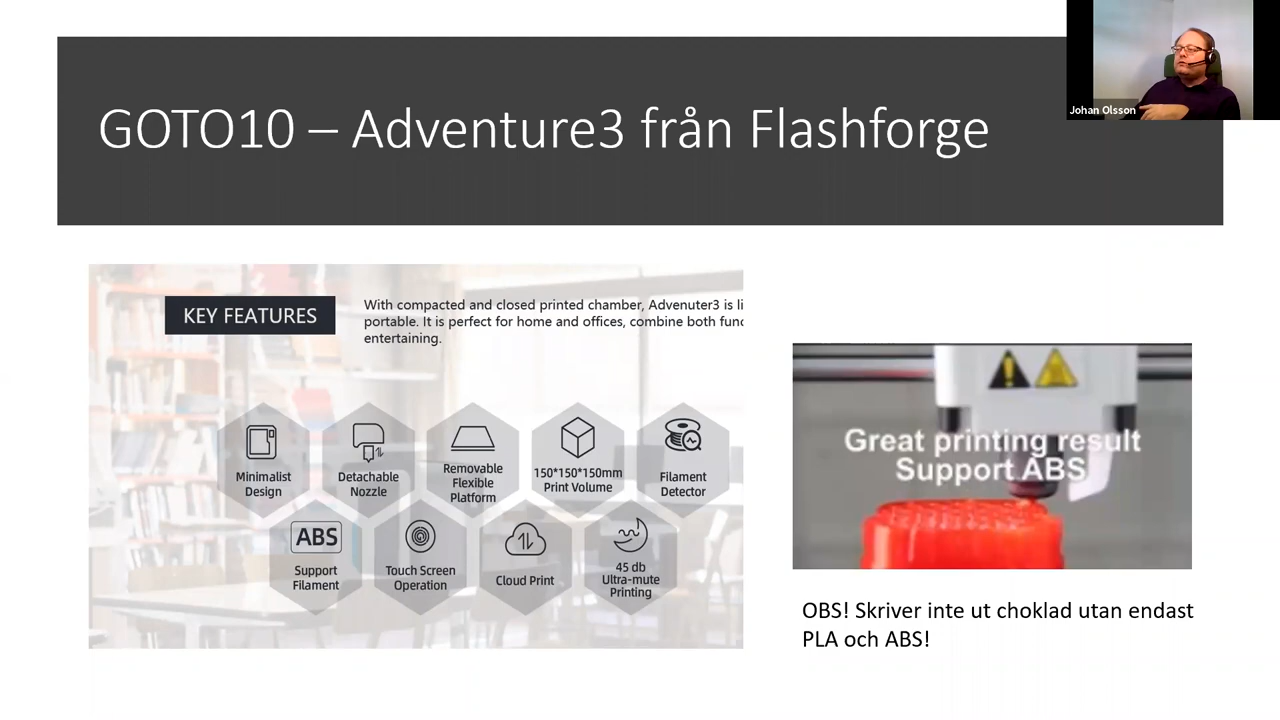 GOTO10 – Adventure3 från Flashforge
Johan Olsson
KEY FEATURES
With compacted and closed printed chamber, Advenuter3 is li
portable. It is perfect for home and offices, combine both func
entertaining.
Minimalist
Design
Detachable
Nozzle
Removable
Flexible
Platform
150*150*150mm
Print Volume
Filament
Detector
ABS
Support
Filament
Touch Screen
Operation
Cloud Print
45 db
Ultra-mute
Printing
Great printing result
Support ABS
OBS! Skriver inte ut choklad utan endast
PLA och ABS!